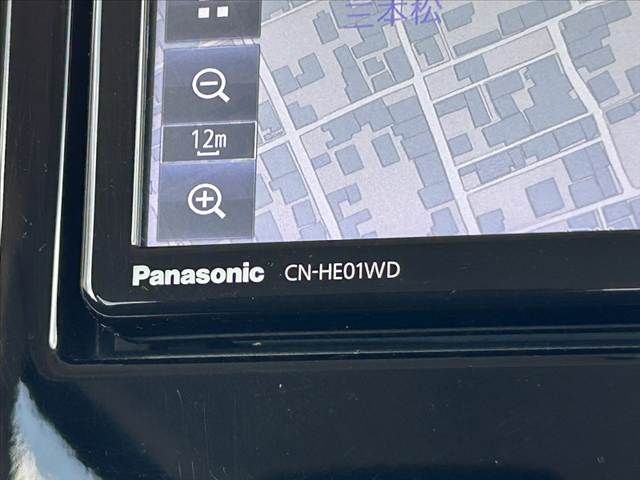 三本松
12m
Panasonic CN-HE01WD